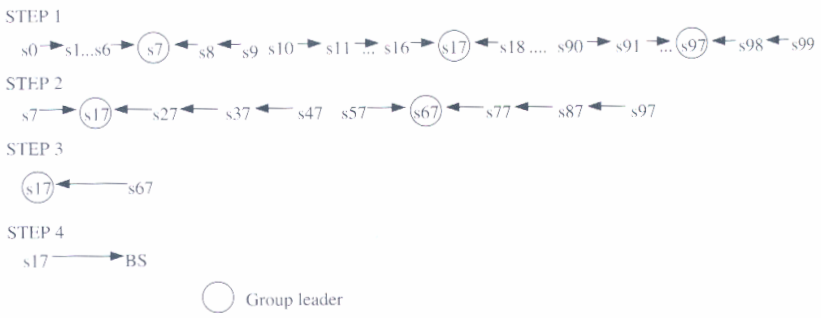 STEP 1
s0 s1...s6 s7 s8 s9 s10 s11 ... s16 s17 s18 .... s90 s91 ... s97 s98 s99
STEP 2
s7 s17 s27 s37 s47 s57 s67 s77 s87 s97
STEP 3
s17 s67
STEP 4
s17 BS
Group leader